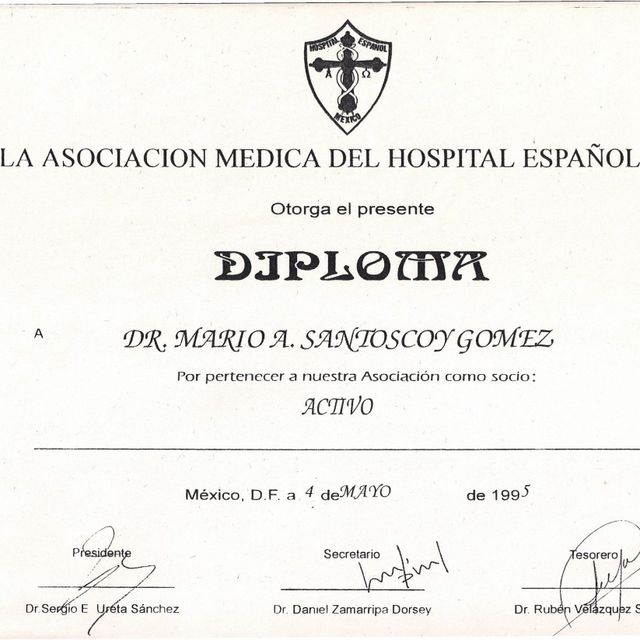 HOSPITAL ESPAÑOL
Α Ω
MEXICO
LA ASOCIACION MEDICA DEL HOSPITAL ESPAÑOL
Otorga el presente
DIPLOMA
A DR. MARIO A. SANTOSCOY GOMEZ
Por pertenecer a nuestra Asociación como socio:
ACTIVO
México, D.F. a 4 de MAYO de 1995
Presidente Secretario Tesorero
Dr. Sergio E Ureta Sánchez Dr. Daniel Zamarripa Dorsey Dr. Rubén Velázquez S